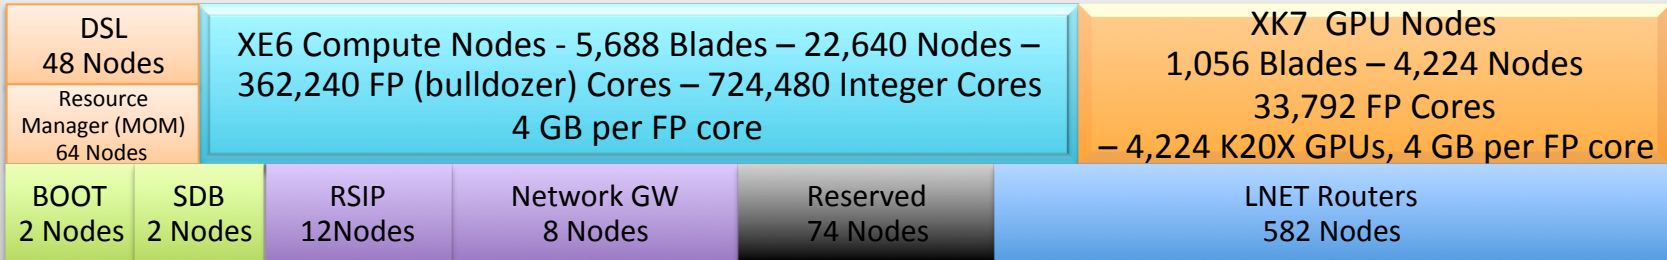 DSL
48 Nodes
Resource
Manager (MOM)
64 Nodes
XE6 Compute Nodes - 5,688 Blades – 22,640 Nodes –
362,240 FP (bulldozer) Cores – 724,480 Integer Cores
4 GB per FP core
XK7 GPU Nodes
1,056 Blades – 4,224 Nodes
33,792 FP Cores
– 4,224 K20X GPUs, 4 GB per FP core
BOOT
2 Nodes
SDB
2 Nodes
RSIP
12Nodes
Network GW
8 Nodes
Reserved
74 Nodes
LNET Routers
582 Nodes